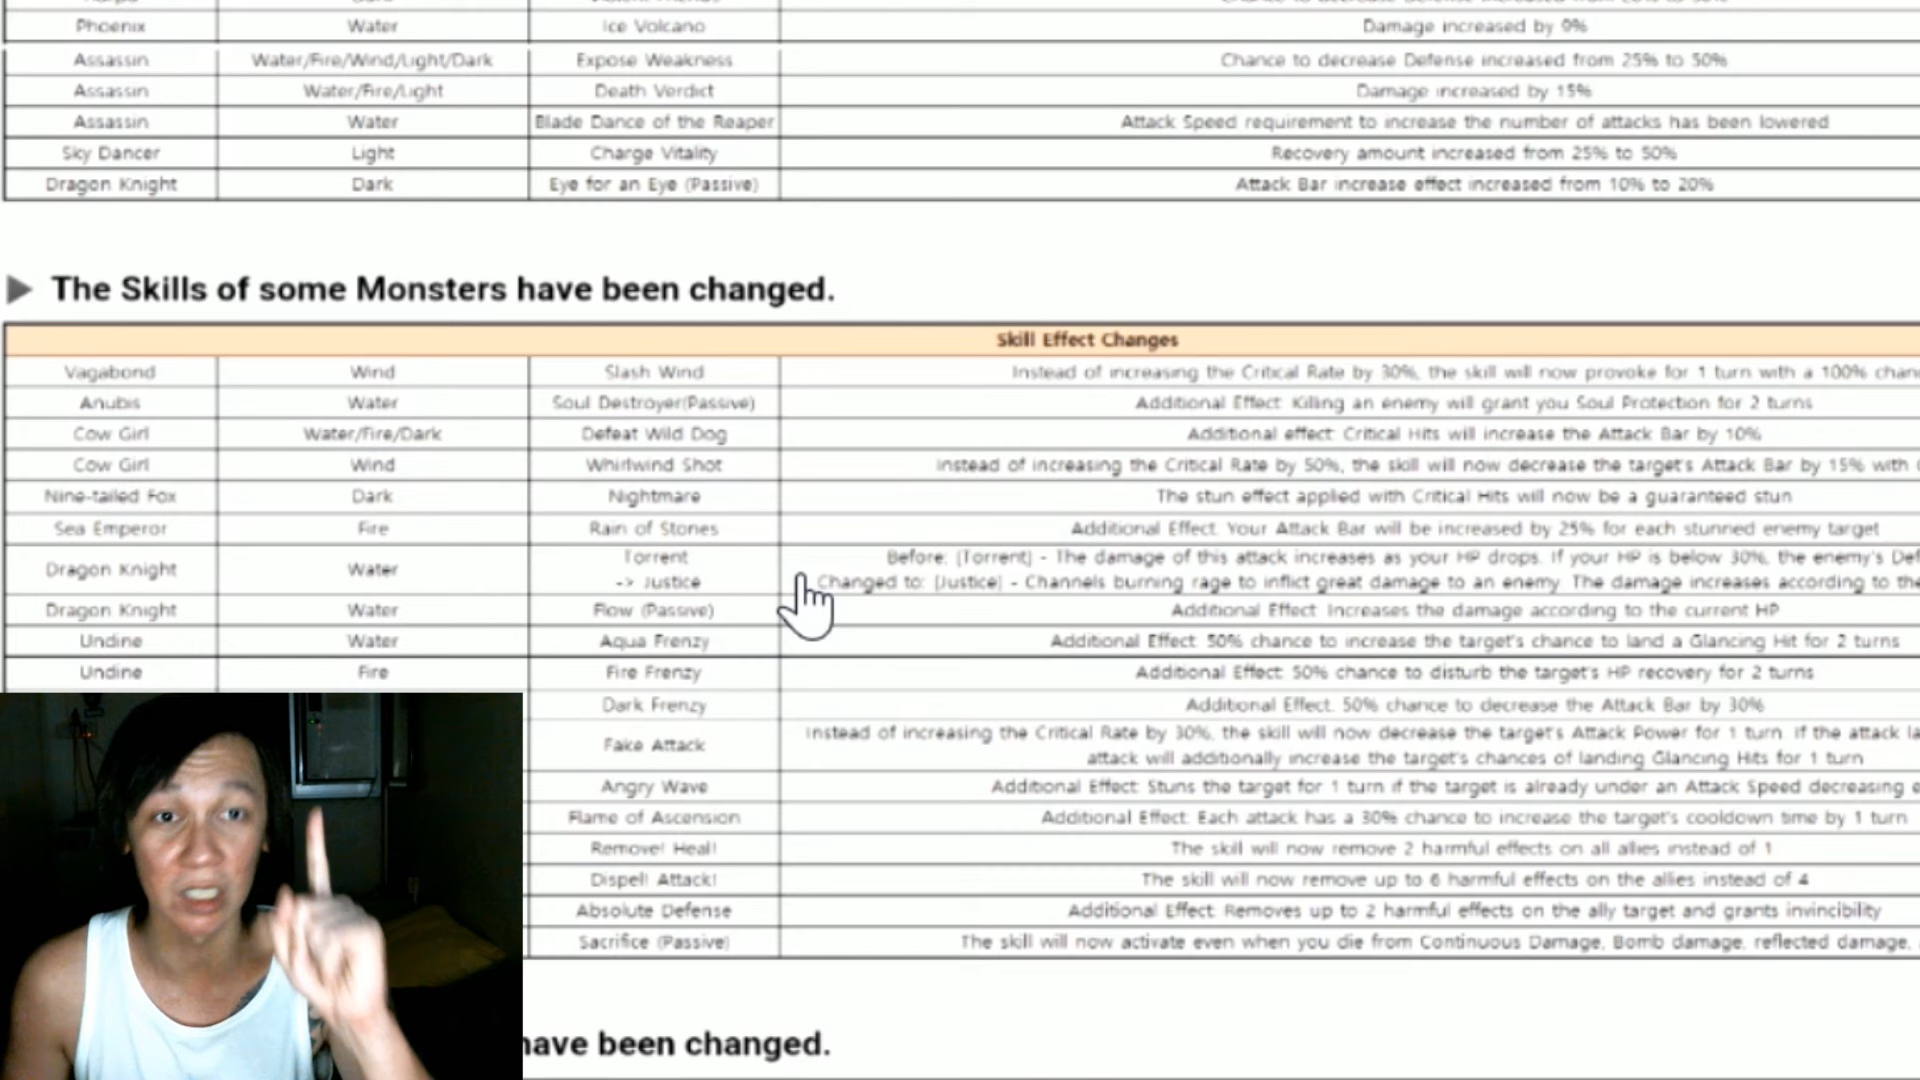 Phoenix Water Ice Volcano Damage increased by 9%
Assassin Water/Fire/Wind/Light/Dark Expose Weakness Chance to decrease Defense increased from 25% to 50%
Assassin Water/Fire/Light Death Verdict Damage increased by 15%
Assassin Water Blade Dance of the Reaper Attack Speed requirement to increase the number of attacks has been lowered
Sky Dancer Light Charge Vitality Recovery amount increased from 25% to 50%
Dragon Knight Dark Eye for an Eye (Passive) Attack Bar increase effect increased from 10% to 20%
The Skills of some Monsters have been changed.
Skill Effect Changes
Vagabond Wind Slash Wind Instead of increasing the Critical Rate by 30%, the skill will now provoke for 1 turn with a 100% chan
Anubis Water Soul Destroyer(Passive) Additional Effect: Killing an enemy will grant you Soul Protection for 2 turns
Cow Girl Water/Fire/Dark Defeat Wild Dog Additional effect: Critical Hits will increase the Attack Bar by 10%
Cow Girl Wind Whirlwind Shot Instead of increasing the Critical Rate by 50%, the skill will now decrease the target's Attack Bar by 15% with
Nine-tailed Fox Dark Nightmare The stun effect applied with Critical Hits will now be a guaranteed stun
Sea Emperor Fire Rain of Stones Additional Effect: Your Attack Bar will be increased by 25% for each stunned enemy target
Torrent Before: [Torrent] - The damage of this attack increases as your HP drops. If your HP is below 30%, the enemy's Def
Dragon Knight Water
-> Justice Changed to: [Justice] - Channels burning rage to inflict great damage to an enemy. The damage increases according to the
Dragon Knight Water Flow (Passive) Additional Effect: Increases the damage according to the current HP
Undine Water Aqua Frenzy Additional Effect: 50% chance to increase the target's chance to land a Glancing Hit for 2 turns
Undine Fire Fire Frenzy Additional Effect: 50% chance to disturb the target's HP recovery for 2 turns
Dark Frenzy Additional Effect: 50% chance to decrease the Attack Bar by 30%
Instead of increasing the Critical Rate by 30%, the skill will now decrease the target's Attack Power for 1 turn. If the attack la
Fake Attack
attack will additionally increase the target's chances of landing Glancing Hits for 1 turn
Angry Wave Additional Effect: Stuns the target for 1 turn if the target is already under an Attack Speed decreasing e
Flame of Ascension Additional Effect: Each attack has a 30% chance to increase the target's cooldown time by 1 turn
Remove! Heal! The skill will now remove 2 harmful effects on all allies instead of 1
Dispel! Attack! The skill will now remove up to 6 harmful effects on the allies instead of 4
Absolute Defense Additional Effect: Removes up to 2 harmful effects on the ally target and grants invincibility
Sacrifice (Passive) The skill will now activate even when you die from Continuous Damage, Bomb damage, reflected damage,
have been changed.